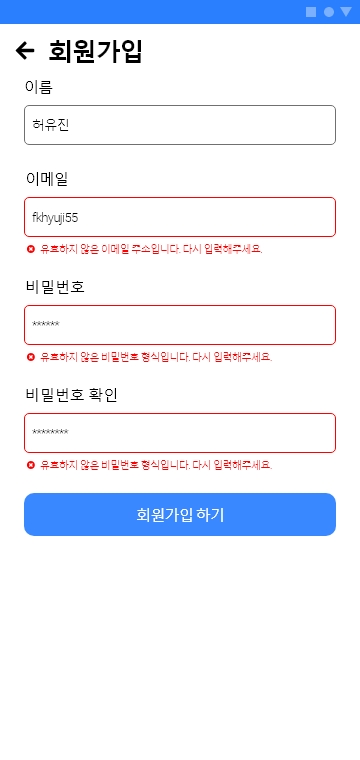 회원가입
이름
허유진
이메일
fkhyuji55
유효하지 않은 이메일 주소입니다. 다시 입력해주세요.
비밀번호
******
유효하지 않은 비밀번호 형식입니다. 다시 입력해주세요.
비밀번호 확인
********
유효하지 않은 비밀번호 형식입니다. 다시 입력해주세요.
회원가입 하기